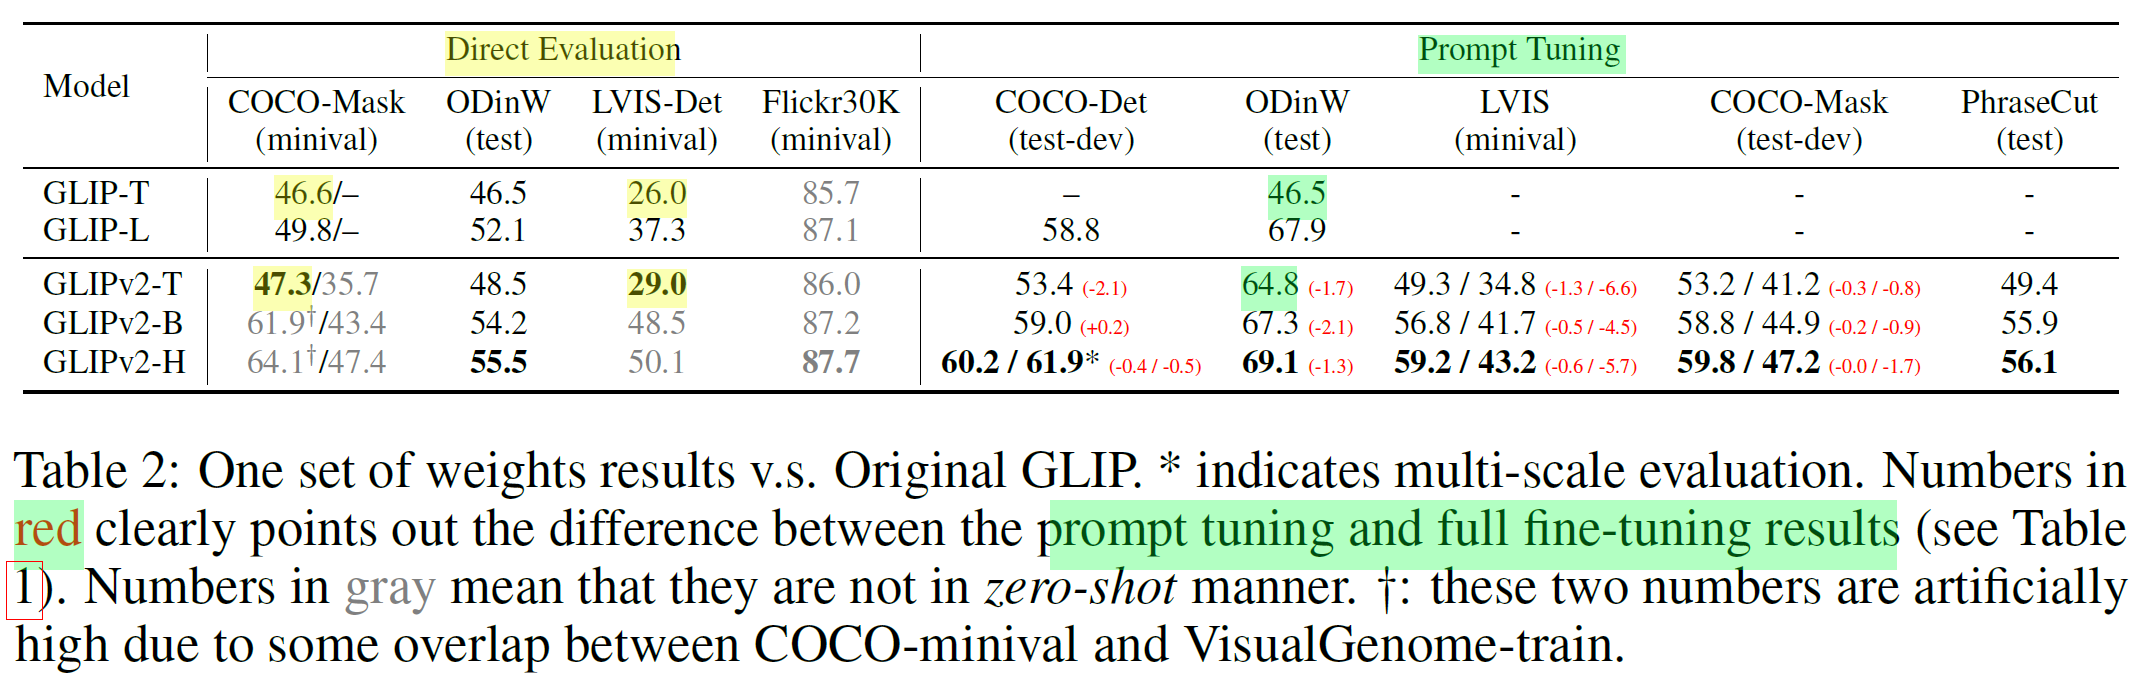 Model Direct Evaluation Prompt Tuning
COCO-Mask ODinW LVIS-Det Flickr30K COCO-Det ODinW LVIS COCO-Mask PhraseCut
(minival) (test) (minival) (minival) (test-dev) (test) (minival) (test-dev) (test)
GLIP-T 46.6/– 46.5 26.0 85.7 – 46.5 - - -
GLIP-L 49.8/– 52.1 37.3 87.1 58.8 67.9 - - -
GLIPv2-T 47.3/35.7 48.5 29.0 86.0 53.4 (-2.1) 64.8 (-1.7) 49.3 / 34.8 (-1.3 / -6.6) 53.2 / 41.2 (-0.3 / -0.8) 49.4
GLIPv2-B 61.9†/43.4 54.2 48.5 87.2 59.0 (+0.2) 67.3 (-2.1) 56.8 / 41.7 (-0.5 / -4.5) 58.8 / 44.9 (-0.2 / -0.9) 55.9
GLIPv2-H 64.1†/47.4 55.5 50.1 87.7 60.2 / 61.9* (-0.4 / -0.5) 69.1 (-1.3) 59.2 / 43.2 (-0.6 / -5.7) 59.8 / 47.2 (-0.0 / -1.7) 56.1
Table 2: One set of weights results v.s. Original GLIP. * indicates multi-scale evaluation. Numbers in
red clearly points out the difference between the prompt tuning and full fine-tuning results (see Table
1). Numbers in gray mean that they are not in zero-shot manner. †: these two numbers are artificially
high due to some overlap between COCO-minival and VisualGenome-train.